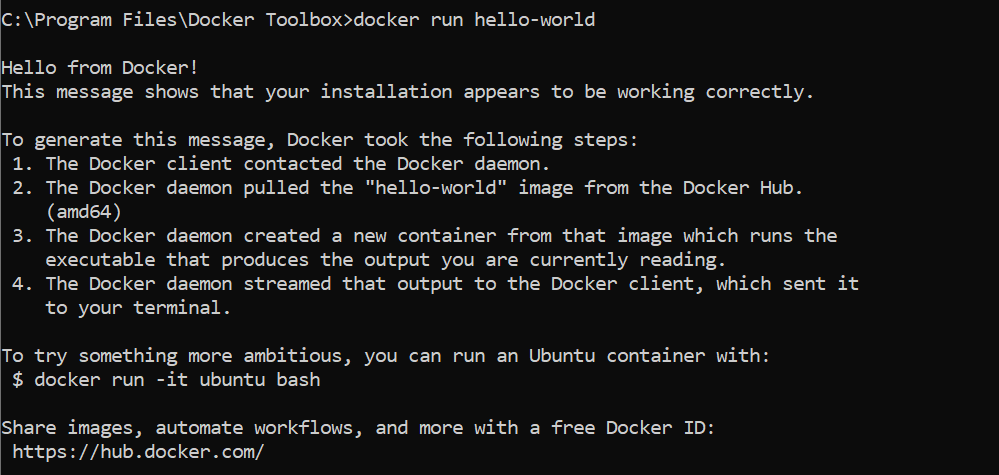 C:\Program Files\Docker Toolbox>docker run hello-world
Hello from Docker!
This message shows that your installation appears to be working correctly.
To generate this message, Docker took the following steps:
1. The Docker client contacted the Docker daemon.
2. The Docker daemon pulled the "hello-world" image from the Docker Hub.
(amd64)
3. The Docker daemon created a new container from that image which runs the
executable that produces the output you are currently reading.
4. The Docker daemon streamed that output to the Docker client, which sent it
to your terminal.
To try something more ambitious, you can run an Ubuntu container with:
$ docker run -it ubuntu bash
Share images, automate workflows, and more with a free Docker ID:
https://hub.docker.com/